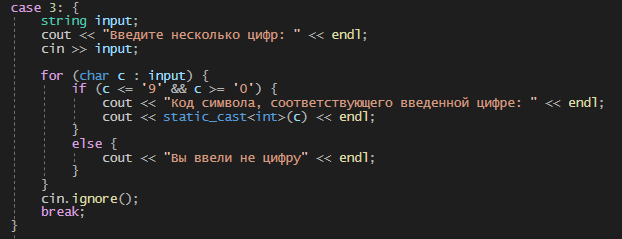 case 3: {
string input;
cout << "Введите несколько цифр: " << endl;
cin >> input;
for (char c : input) {
if (c <= '9' && c >= '0') {
cout << "Код символа, соответствующего введенной цифре: " << endl;
cout << static_cast<int>(c) << endl;
}
else {
cout << "Вы ввели не цифру" << endl;
}
}
cin.ignore();
break;
}